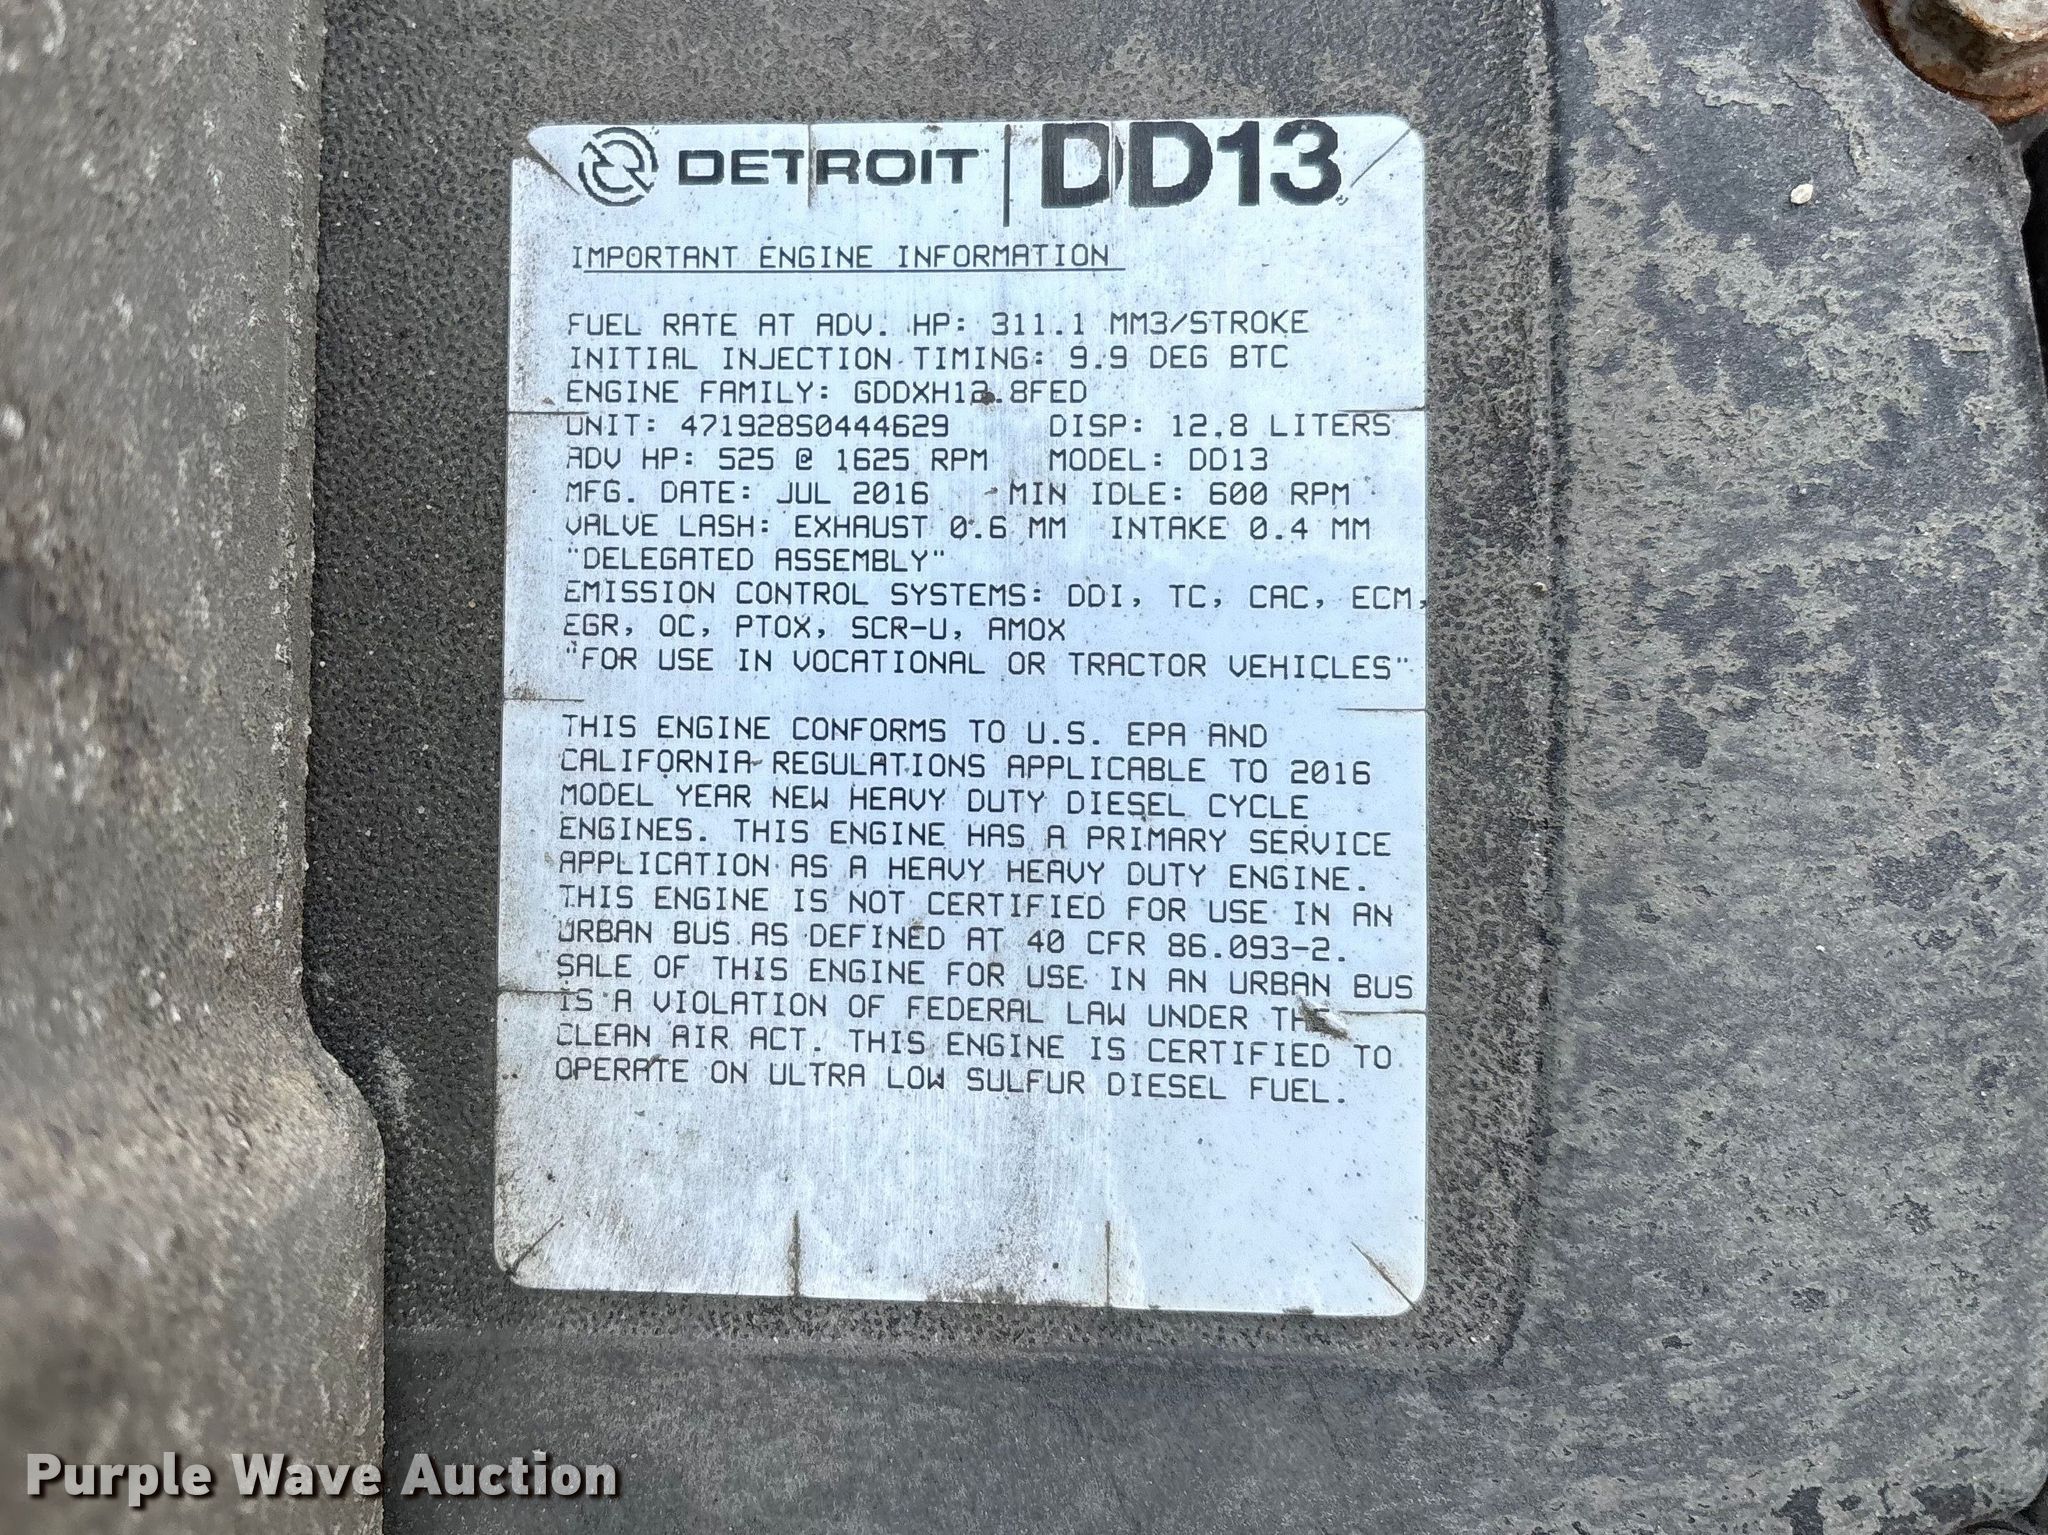 DETROIT | DD13
IMPORTANT ENGINE INFORMATION
FUEL RATE AT ADV. HP: 311.1 MM3/STROKE
INITIAL INJECTION TIMING: 9.9 DEG BTC
ENGINE FAMILY: GDDXH12.8FED
UNIT: 471928S0444629 DISP: 12.8 LITERS
ADV HP: 525 @ 1625 RPM MODEL: DD13
MFG. DATE: JUL 2016 MIN IDLE: 600 RPM
VALVE LASH: EXHAUST 0.6 MM INTAKE 0.4 MM
"DELEGATED ASSEMBLY"
EMISSION CONTROL SYSTEMS: DDI, TC, CAC, ECM,
EGR, OC, PTOX, SCR-U, AMOX
"FOR USE IN VOCATIONAL OR TRACTOR VEHICLES"
THIS ENGINE CONFORMS TO U.S. EPA AND
CALIFORNIA REGULATIONS APPLICABLE TO 2016
MODEL YEAR NEW HEAVY DUTY DIESEL CYCLE
ENGINES. THIS ENGINE HAS A PRIMARY SERVICE
APPLICATION AS A HEAVY HEAVY DUTY ENGINE.
THIS ENGINE IS NOT CERTIFIED FOR USE IN AN
URBAN BUS AS DEFINED AT 40 CFR 86.093-2.
SALE OF THIS ENGINE FOR USE IN AN URBAN BUS
IS A VIOLATION OF FEDERAL LAW UNDER THE
CLEAN AIR ACT. THIS ENGINE IS CERTIFIED TO
OPERATE ON ULTRA LOW SULFUR DIESEL FUEL.
Purple Wave Auction